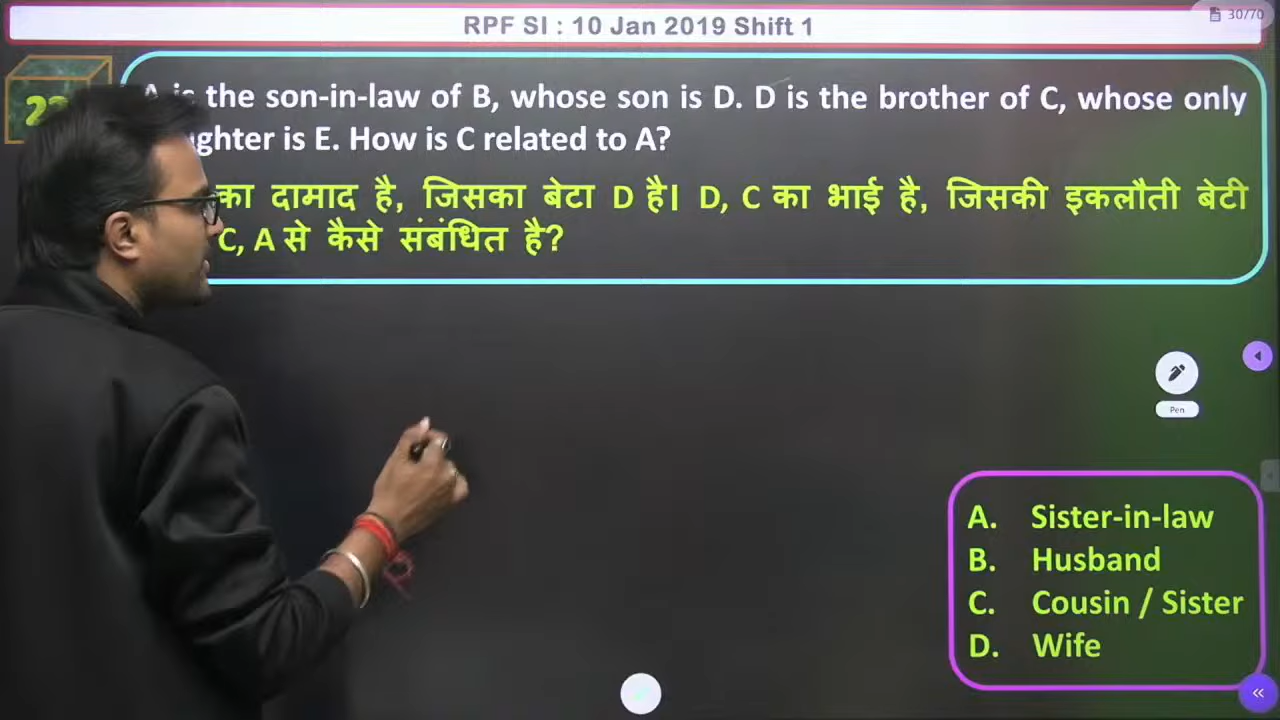 RPF SI : 10 Jan 2019 Shift 1
30/70
is the son-in-law of B, whose son is D. D is the brother of C, whose only
is E. How is C related to A?
का दामाद है, जिसका बेटा D है। D, C का भाई है, जिसकी इकलौती बेटी
C, A से कैसे संबंधित है?
Pen
A. Sister-in-law
B. Husband
C. Cousin / Sister
D. Wife